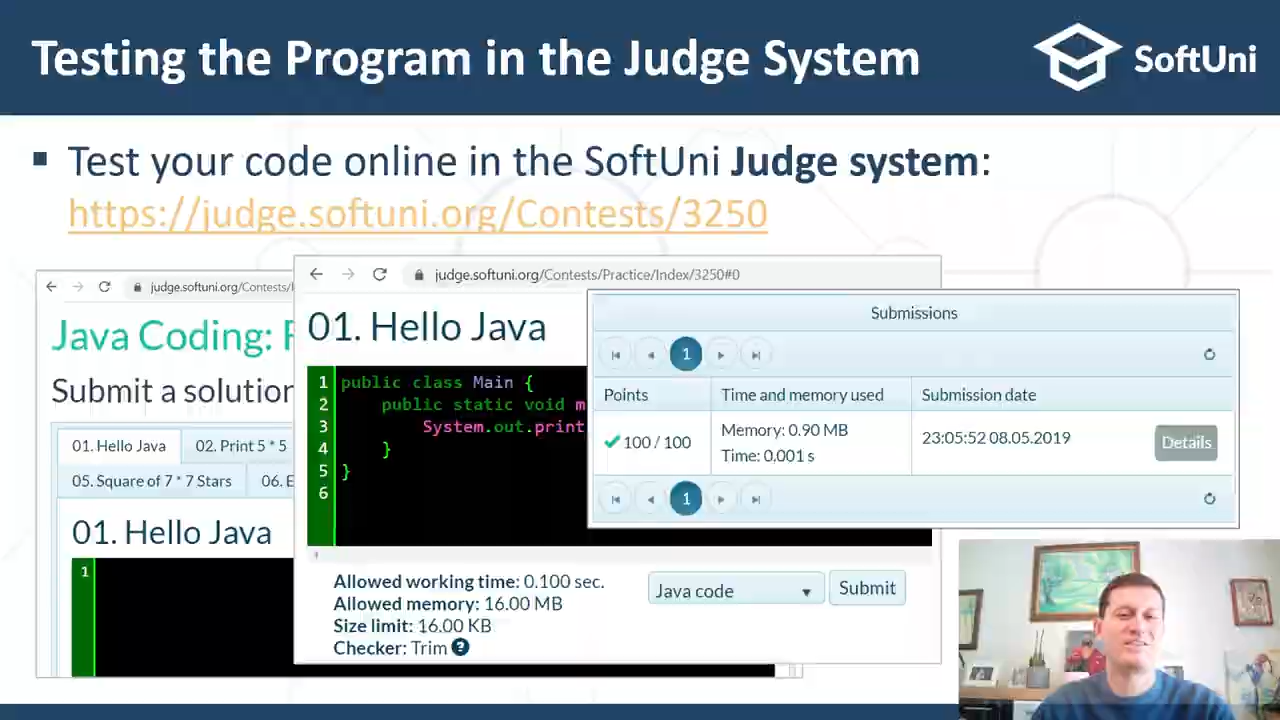 Testing the Program in the Judge System
SoftUni
Test your code online in the SoftUni Judge system:
https://judge.softuni.org/Contests/3250
judge.softuni.org/Contests/
Java Coding:
Submit a solution
01. Hello Java
02. Print 5 * 5
05. Square of 7 * 7 Stars
06.
01. Hello Java
1
judge.softuni.org/Contests/Practice/Index/3250#0
01. Hello Java
1 public class Main {
2 public static void m
3 System.out.print
4 }
5 }
6
Allowed working time: 0.100 sec.
Allowed memory: 16.00 MB
Size limit: 16.00 KB
Checker: Trim ?
Java code
Submit
Submissions
1
Points Time and memory used Submission date
100 / 100
Memory: 0.90 MB
Time: 0,001 s
23:05:52 08.05.2019
Details
1